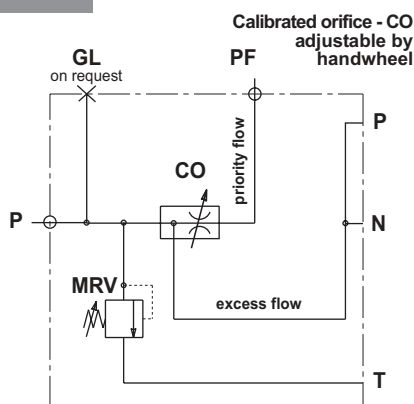 Calibrated orifice - CO
adjustable by
handwheel
GL
on request
PF
P
priority flow
CO
P
N
MRV
excess flow
T